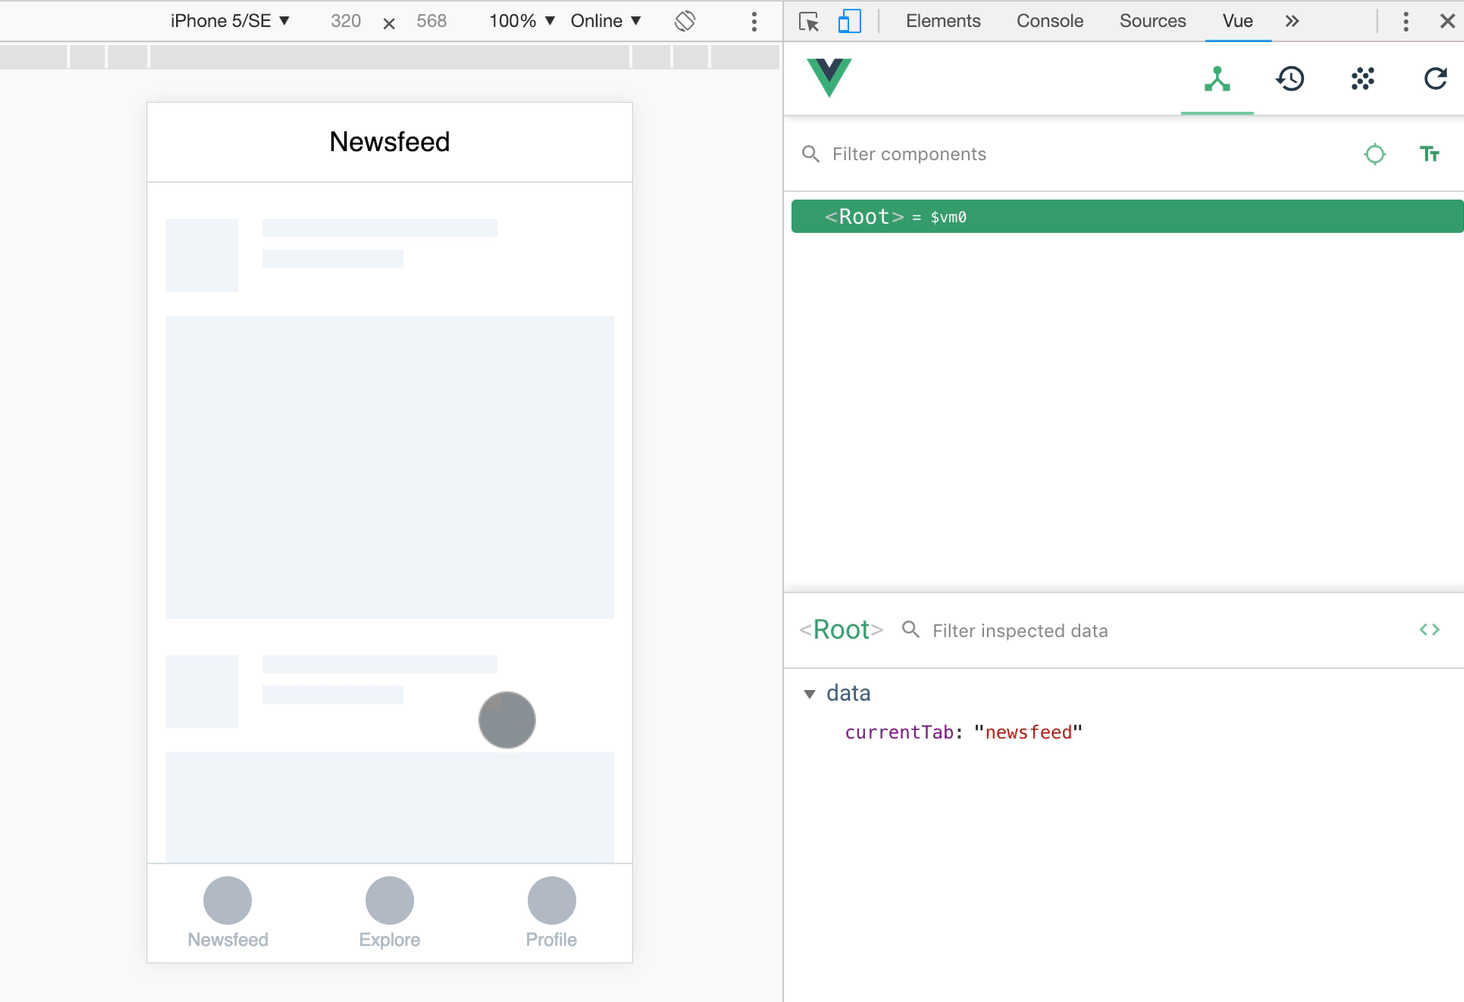 iPhone 5/SE ▼ 320 × 568 100% ▼ Online ▼
Elements Console Sources Vue »
Newsfeed
Filter components
<Root> = $vm0
<Root> Filter inspected data
data
currentTab: "newsfeed"
Newsfeed Explore Profile